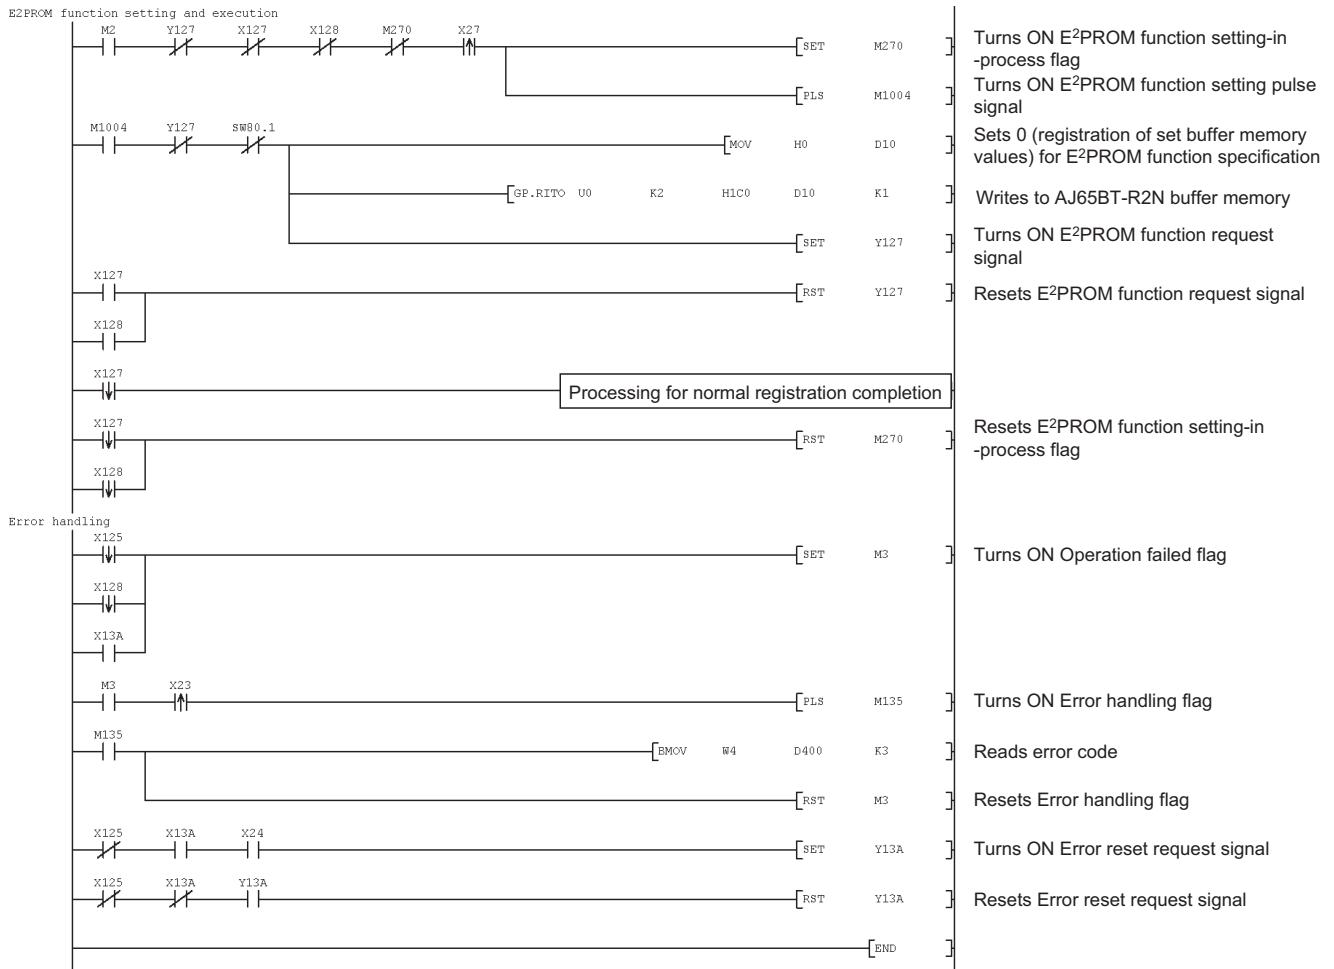 E2PROM function setting and execution
M2 Y127 X127 X128 M270 X27
SET M270
Turns ON E2PROM function setting-in
-process flag
PLS M1004
Turns ON E2PROM function setting pulse
signal
M1004 Y127 SW80.1
MOV H0 D10
Sets 0 (registration of set buffer memory
values) for E2PROM function specification
GP.RITO U0 K2 H1C0 D10 K1
Writes to AJ65BT-R2N buffer memory
SET Y127
Turns ON E2PROM function request
signal
X127
RST Y127
Resets E2PROM function request signal
X128
X127
Processing for normal registration completion
X127
RST M270
Resets E2PROM function setting-in
-process flag
X128
Error handling
X125
SET M3
Turns ON Operation failed flag
X128
X13A
M3 X23
PLS M135
Turns ON Error handling flag
M135
BMOV W4 D400 K3
Reads error code
RST M3
Resets Error handling flag
X125 X13A X24
SET Y13A
Turns ON Error reset request signal
X125 X13A Y13A
RST Y13A
Resets Error reset request signal
END